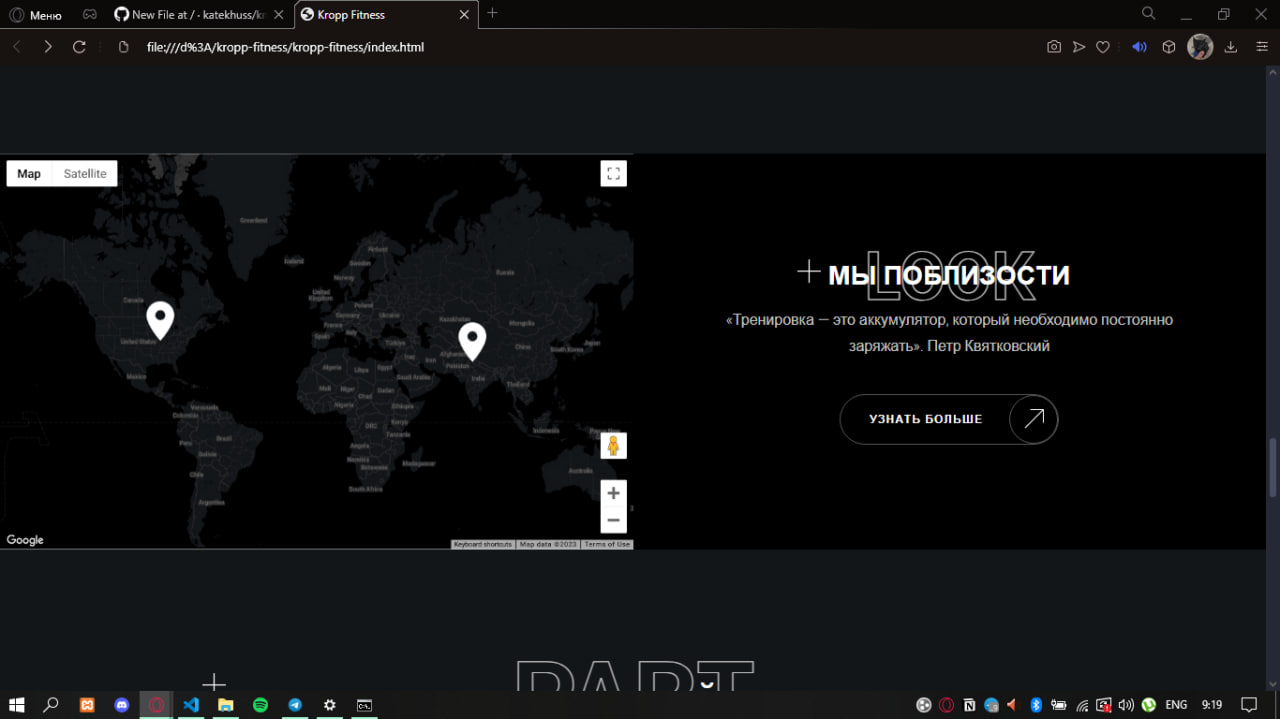 Меню
New File at / · katekhuss/kr
Kropp Fitness
file:///d%3A/kropp-fitness/kropp-fitness/index.html
Map
Satellite
Greenland
Iceland
Finland
Sweden
Norway
Russia
Canada
United Kingdom
Poland
Germany
Ukraine
France
Italy
Spain
Kazakhstan
Mongolia
Türkiye
China
South Korea
Japan
United States
Iraq
Iran
Afghanistan
Pakistan
Algeria
Libya
Egypt
Saudi Arabia
India
Mexico
Mali
Niger
Chad
Sudan
Thailand
Nigeria
Ethiopia
Venezuela
Colombia
DRC
Kenya
Tanzania
Indonesia
Papua New
Peru
Brazil
Bolivia
Angola
Namibia
Botswana
Madagascar
Chile
Australia
South Africa
Argentina
Google
Keyboard shortcuts
Map data ©2023
Terms of Use
LOOK
МЫ ПОБЛИЗОСТИ
«Тренировка — это аккумулятор, который необходимо постоянно
заряжать». Петр Квятковский
УЗНАТЬ БОЛЬШЕ
ENG
9:19